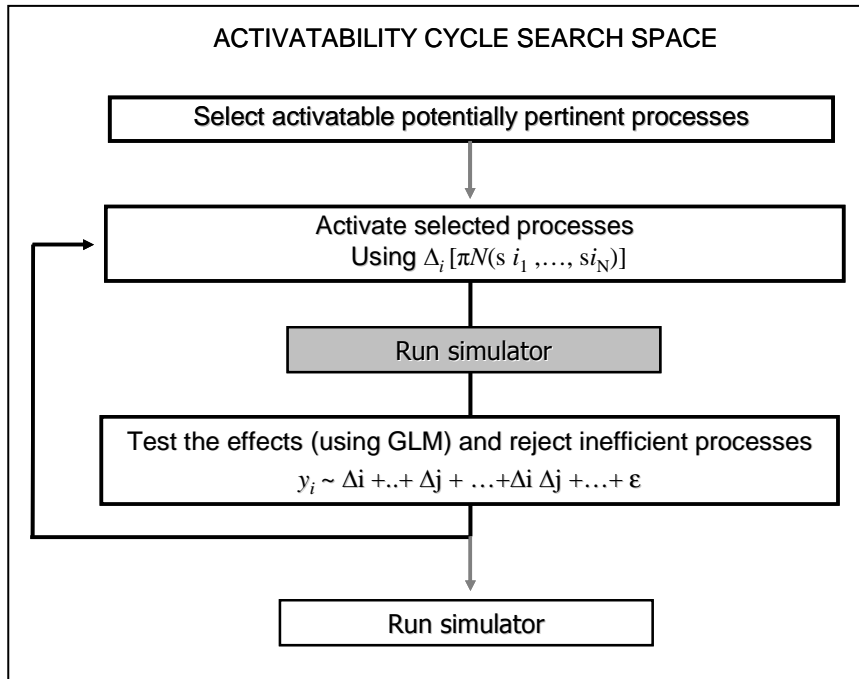 ACTIVATABILITY CYCLE SEARCH SPACE
Select activatable potentially pertinent processes
Activate selected processes
Using Δᵢ [πN(s i₁ ,…, siN)]
Run simulator
Test the effects (using GLM) and reject inefficient processes
yᵢ ~ Δi +..+ Δj + …+Δi Δj +…+ ε
Run simulator